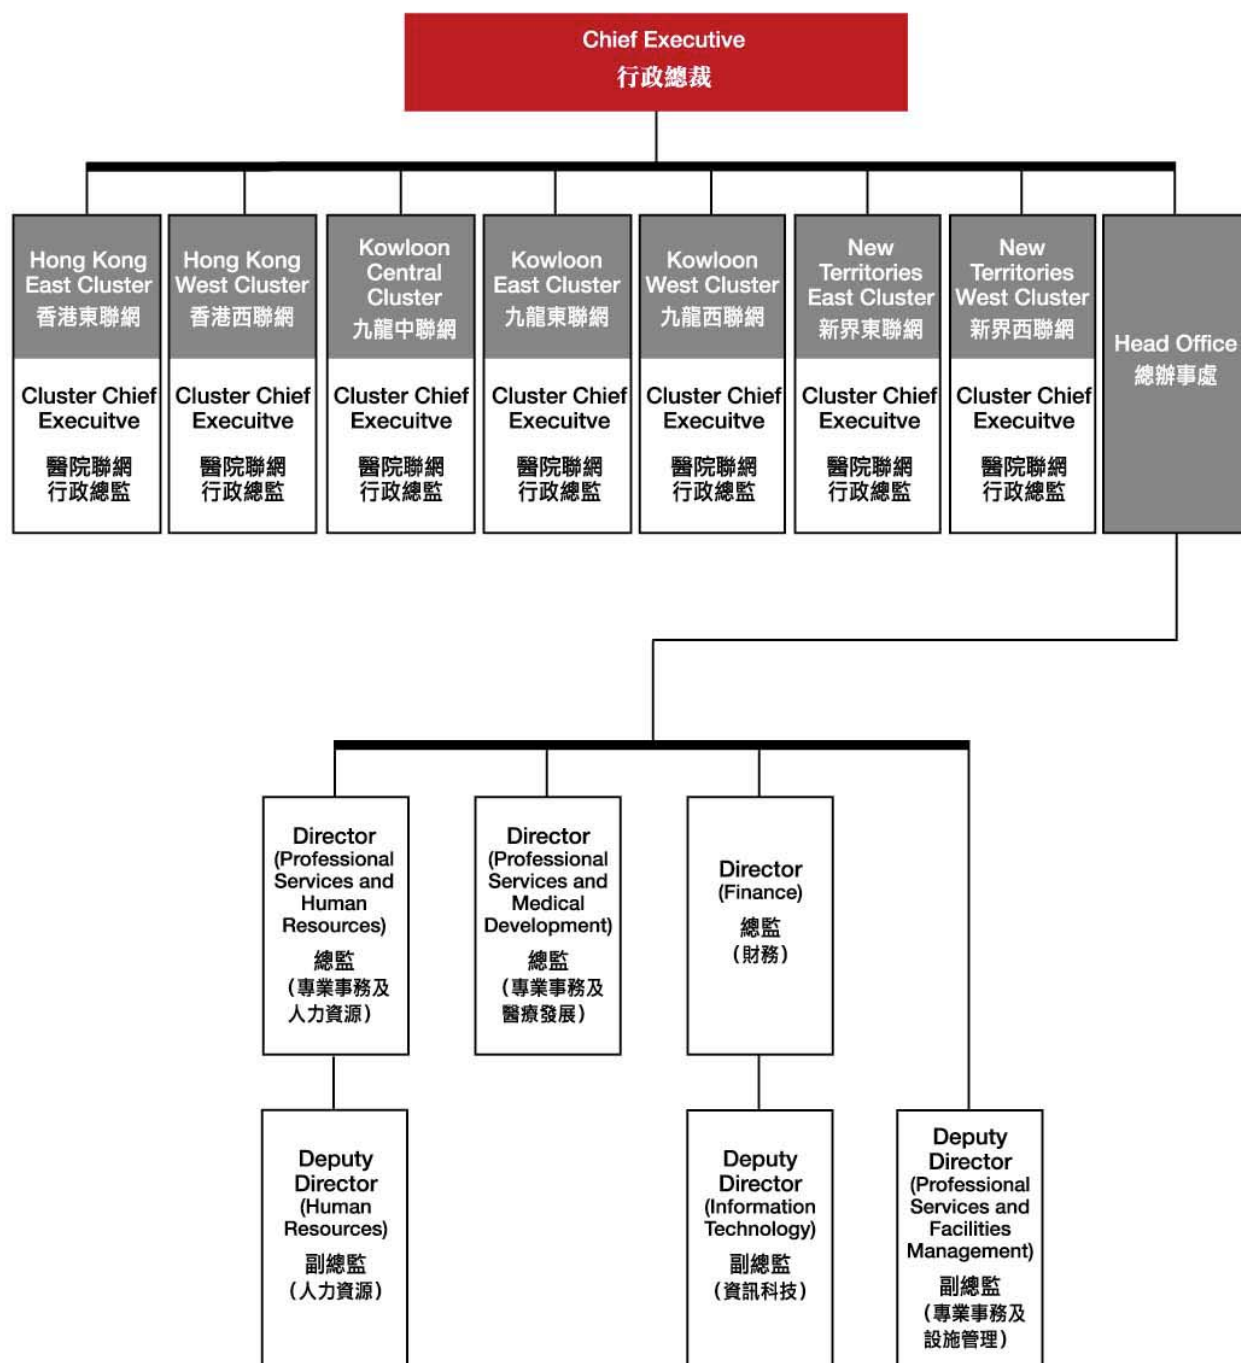 Chief Executive
行政總裁
Hong Kong
East Cluster
香港東聯網
Cluster Chief
Execuitve
醫院聯網
行政總監
Hong Kong
West Cluster
香港西聯網
Cluster Chief
Execuitve
醫院聯網
行政總監
Kowloon
Central
Cluster
九龍中聯網
Cluster Chief
Execuitve
醫院聯網
行政總監
Kowloon
East Cluster
九龍東聯網
Cluster Chief
Execuitve
醫院聯網
行政總監
Kowloon
West Cluster
九龍西聯網
Cluster Chief
Execuitve
醫院聯網
行政總監
New
Territories
East Cluster
新界東聯網
Cluster Chief
Execuitve
醫院聯網
行政總監
New
Territories
West Cluster
新界西聯網
Cluster Chief
Execuitve
醫院聯網
行政總監
Head Office
總辦事處
Director
(Professional
Services and
Human
Resources)
總監
（專業事務及
人力資源）
Director
(Professional
Services and
Medical
Development)
總監
（專業事務及
醫療發展）
Director
(Finance)
總監
（財務）
Deputy
Director
(Human
Resources)
副總監
（人力資源）
Deputy
Director
(Information
Technology)
副總監
（資訊科技）
Deputy
Director
(Professional
Services and
Facilities
Management)
副總監
（專業事務及
設施管理）